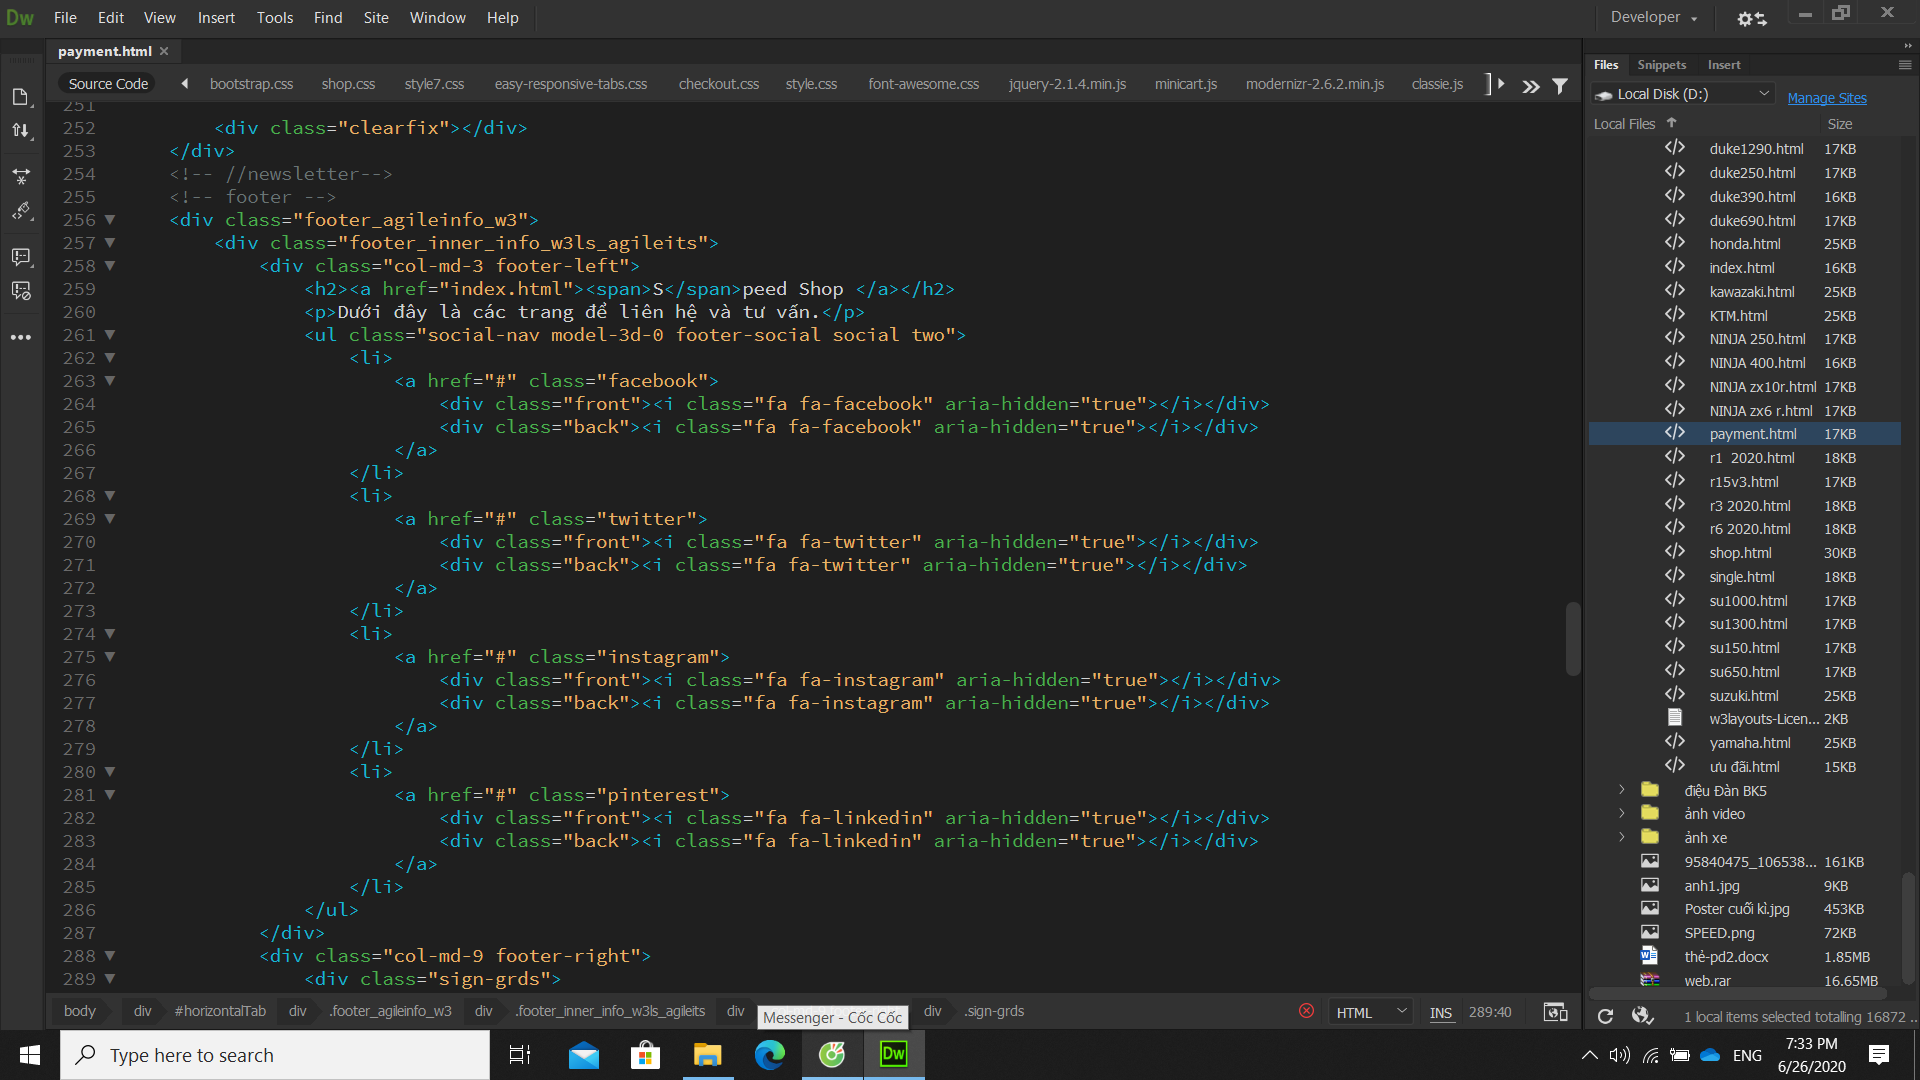 Dw File Edit View Insert Tools Find Site Window Help Developer
payment.html
Source Code bootstrap.css shop.css style7.css easy-responsive-tabs.css checkout.css style.css font-awesome.css jquery-2.1.4.min.js minicart.js modernizr-2.6.2.min.js classie.js
251
252 <div class="clearfix"></div>
253 </div>
254 <!-- //newsletter-->
255 <!-- footer -->
256 <div class="footer_agileinfo_w3">
257 <div class="footer_inner_info_w3ls_agileits">
258 <div class="col-md-3 footer-left">
259 <h2><a href="index.html"><span>S</span>peed Shop </a></h2>
260 <p>Dưới đây là các trang để liên hệ và tư vấn.</p>
261 <ul class="social-nav model-3d-0 footer-social social two">
262 <li>
263 <a href="#" class="facebook">
264 <div class="front"><i class="fa fa-facebook" aria-hidden="true"></i></div>
265 <div class="back"><i class="fa fa-facebook" aria-hidden="true"></i></div>
266 </a>
267 </li>
268 <li>
269 <a href="#" class="twitter">
270 <div class="front"><i class="fa fa-twitter" aria-hidden="true"></i></div>
271 <div class="back"><i class="fa fa-twitter" aria-hidden="true"></i></div>
272 </a>
273 </li>
274 <li>
275 <a href="#" class="instagram">
276 <div class="front"><i class="fa fa-instagram" aria-hidden="true"></i></div>
277 <div class="back"><i class="fa fa-instagram" aria-hidden="true"></i></div>
278 </a>
279 </li>
280 <li>
281 <a href="#" class="pinterest">
282 <div class="front"><i class="fa fa-linkedin" aria-hidden="true"></i></div>
283 <div class="back"><i class="fa fa-linkedin" aria-hidden="true"></i></div>
284 </a>
285 </li>
286 </ul>
287 </div>
288 <div class="col-md-9 footer-right">
289 <div class="sign-grds">
body div #horizontalTab div .footer_agileinfo_w3 div .footer_inner_info_w3ls_agileits div div .sign-grds
Messenger - Cốc Cốc
HTML INS 289:40
Files Snippets Insert
Local Disk (D:) Manage Sites
Local Files Size
duke1290.html 17KB
duke250.html 17KB
duke390.html 16KB
duke690.html 17KB
honda.html 25KB
index.html 16KB
kawazaki.html 25KB
KTM.html 25KB
NINJA 250.html 17KB
NINJA 400.html 16KB
NINJA zx10r.html 17KB
NINJA zx6 r.html 17KB
payment.html 17KB
r1 2020.html 18KB
r15v3.html 17KB
r3 2020.html 18KB
r6 2020.html 18KB
shop.html 30KB
single.html 18KB
su1000.html 17KB
su1300.html 17KB
su150.html 17KB
su650.html 17KB
suzuki.html 25KB
w3layouts-Licen... 2KB
yamaha.html 25KB
ưu đãi.html 15KB
điệu Đàn BK5
ảnh video
ảnh xe
95840475_106538... 161KB
anh1.jpg 9KB
Poster cuối kì.jpg 453KB
SPEED.png 72KB
thẻ-pd2.docx 1.85MB
web.rar 16.65MB
1 local items selected totalling 16872 ..
Type here to search
Dw
ENG
7:33 PM
6/26/2020